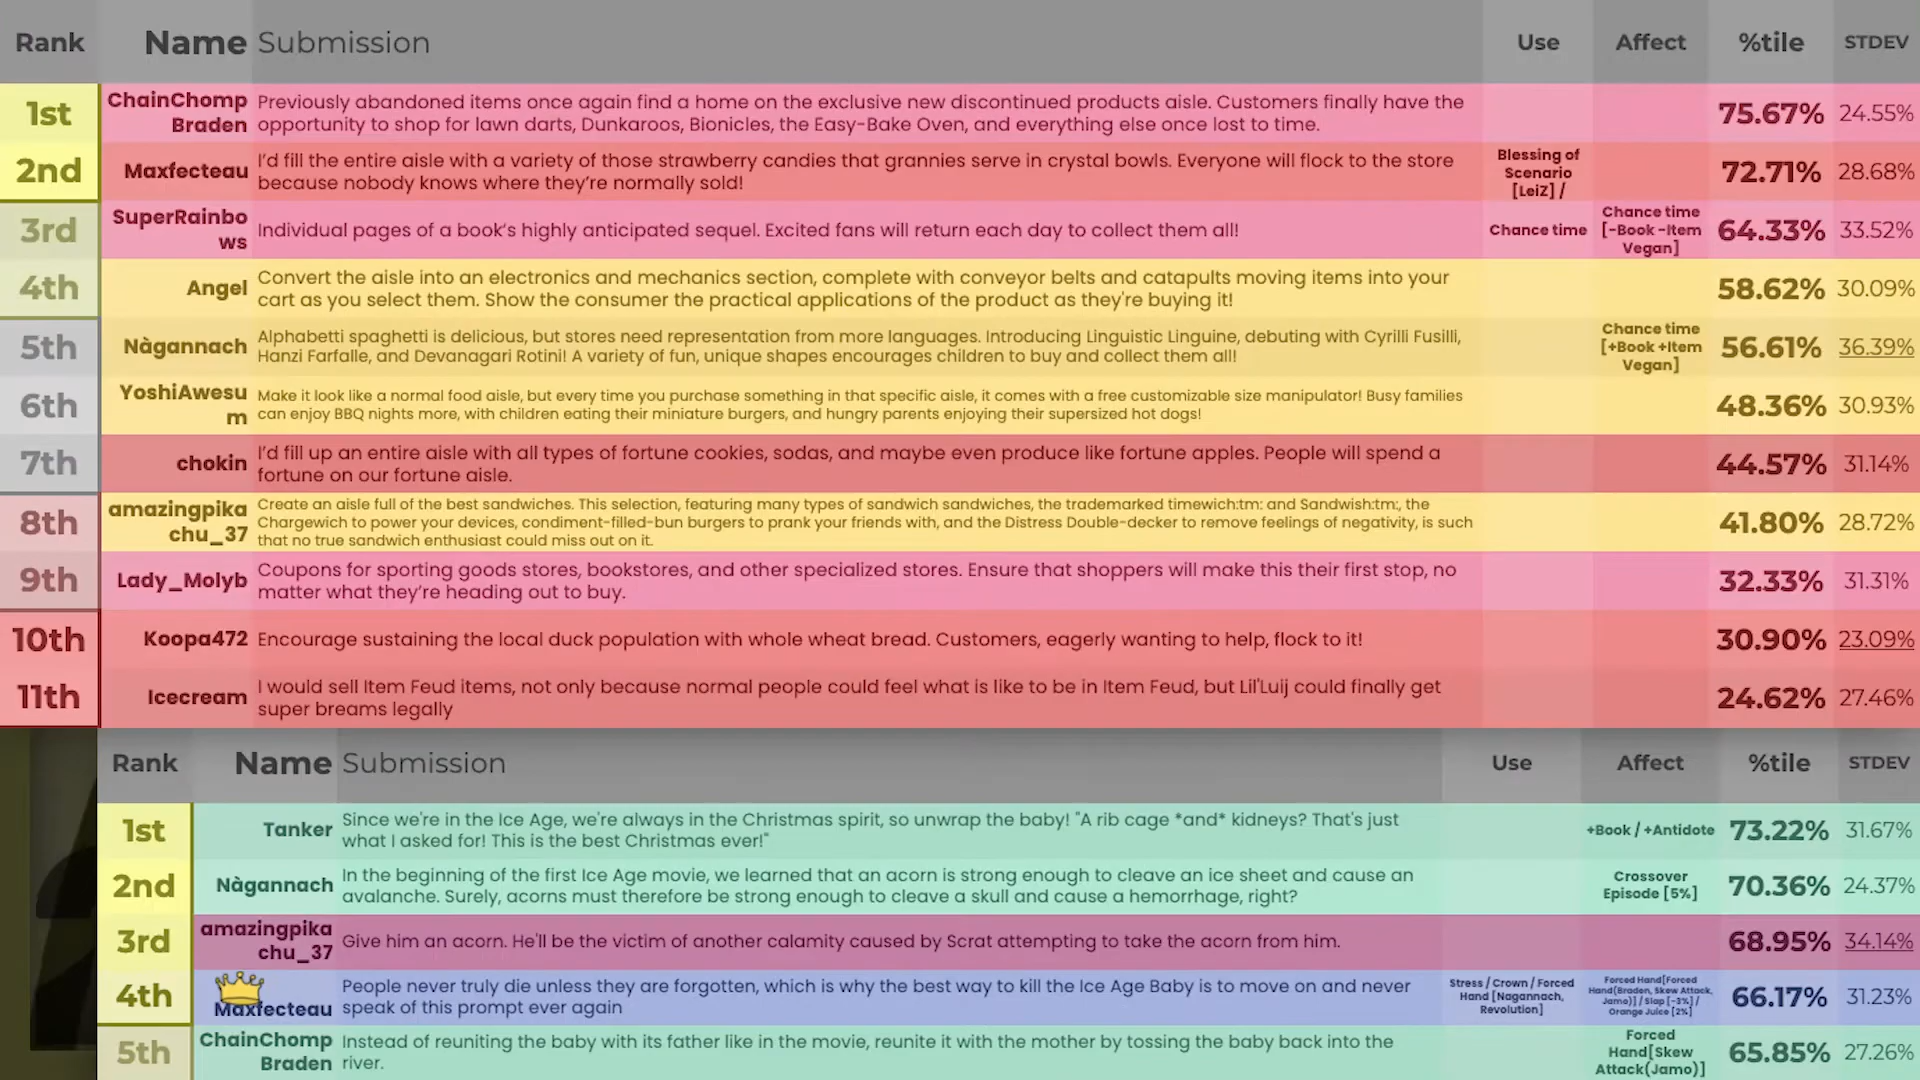 Rank Name Submission Use Affect %tile STDEV
1st ChainChomp Braden Previously abandoned items once again find a home on the exclusive new discontinued products aisle. Customers finally have the
opportunity to shop for lawn darts, Dunkaroos, Bionicles, the Easy-Bake Oven, and everything else once lost to time. 75.67% 24.55%
2nd Maxfecteau I'd fill the entire aisle with a variety of those strawberry candies that grannies serve in crystal bowls. Everyone will flock to the store
because nobody knows where they're normally sold! Blessing of Scenario [LeiZ] / 72.71% 28.68%
3rd SuperRainbo ws Individual pages of a book's highly anticipated sequel. Excited fans will return each day to collect them all! Chance time Chance time [-Book -Item Vegan] 64.33% 33.52%
4th Angel Convert the aisle into an electronics and mechanics section, complete with conveyor belts and catapults moving items into your
cart as you select them. Show the consumer the practical applications of the product as they're buying it! 58.62% 30.09%
5th Nàgannach Alphabetti spaghetti is delicious, but stores need representation from more languages. Introducing Linguistic Linguine, debuting with Cyrilli Fusilli,
Hanzi Farfalle, and Devanagari Rotini! A variety of fun, unique shapes encourages children to buy and collect them all! Chance time [+Book +Item Vegan] 56.61% 36.39%
6th YoshiAwesu m Make it look like a normal food aisle, but every time you purchase something in that specific aisle, it comes with a free customizable size manipulator! Busy families
can enjoy BBQ nights more, with children eating their miniature burgers, and hungry parents enjoying their supersized hot dogs! 48.36% 30.93%
7th chokin I'd fill up an entire aisle with all types of fortune cookies, sodas, and maybe even produce like fortune apples. People will spend a
fortune on our fortune aisle. 44.57% 31.14%
8th amazingpika chu_37 Create an aisle full of the best sandwiches. This selection, featuring many types of sandwich sandwiches, the trademarked timewich:tm: and Sandwish:tm:, the
Chargewich to power your devices, condiment-filled-bun burgers to prank your friends with, and the Distress Double-decker to remove feelings of negativity, is such
that no true sandwich enthusiast could miss out on it. 41.80% 28.72%
9th Lady_Molyb Coupons for sporting goods stores, bookstores, and other specialized stores. Ensure that shoppers will make this their first stop, no
matter what they're heading out to buy. 32.33% 31.31%
10th Koopa472 Encourage sustaining the local duck population with whole wheat bread. Customers, eagerly wanting to help, flock to it! 30.90% 23.09%
11th Icecream I would sell Item Feud items, not only because normal people could feel what is like to be in Item Feud, but Lil'Luij could finally get
super breams legally 24.62% 27.46%
Rank Name Submission Use Affect %tile STDEV
1st Tanker Since we're in the Ice Age, we're always in the Christmas spirit, so unwrap the baby! "A rib cage *and* kidneys? That's just
what I asked for! This is the best Christmas ever!" +Book / +Antidote 73.22% 31.67%
2nd Nàgannach In the beginning of the first Ice Age movie, we learned that an acorn is strong enough to cleave an ice sheet and cause an
avalanche. Surely, acorns must therefore be strong enough to cleave a skull and cause a hemorrhage, right? Crossover Episode [5%] 70.36% 24.37%
3rd amazingpika chu_37 Give him an acorn. He'll be the victim of another calamity caused by Scrat attempting to take the acorn from him. 68.95% 34.14%
4th Maxfecteau People never truly die unless they are forgotten, which is why the best way to kill the Ice Age Baby is to move on and never
speak of this prompt ever again Stress / Crown / Forced Hand [Nagannach, Revolution] Forced Hand[Forced Hand(Braden, Skew Attack, Jamo)] / Slap [-3%] / Orange Juice [2%] 66.17% 31.23%
5th ChainChomp Braden Instead of reuniting the baby with its father like in the movie, reunite it with the mother by tossing the baby back into the
river. Forced Hand[Skew Attack(Jamo)] 65.85% 27.26%